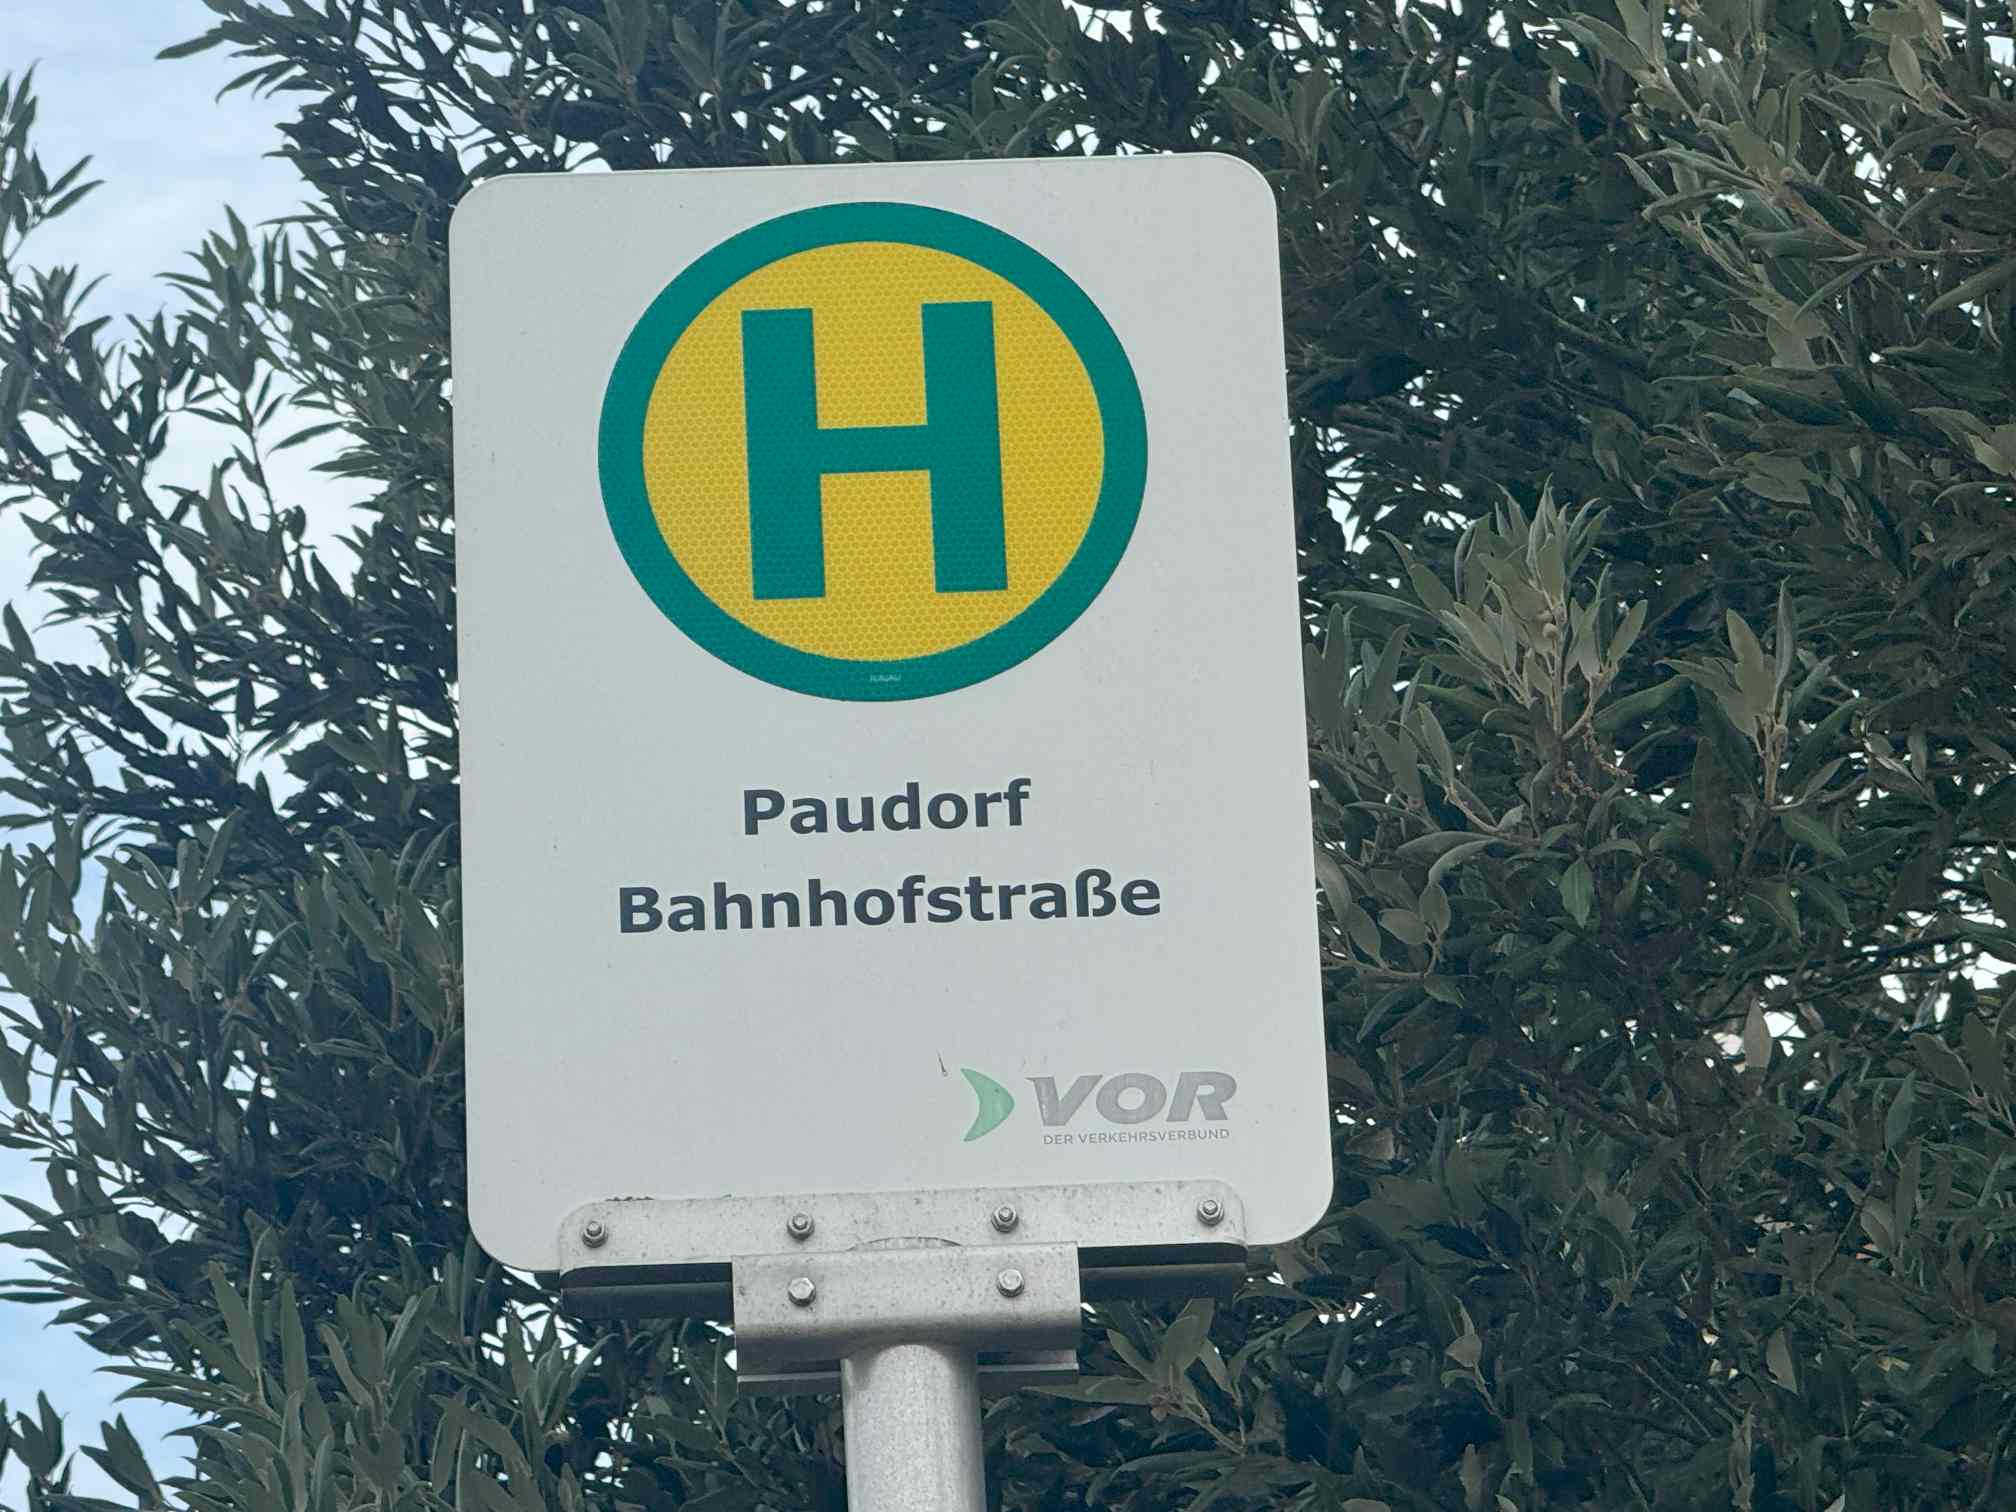 H
Paudorf
Bahnhofstraße
VOR
DER VERKEHRSVERBUND